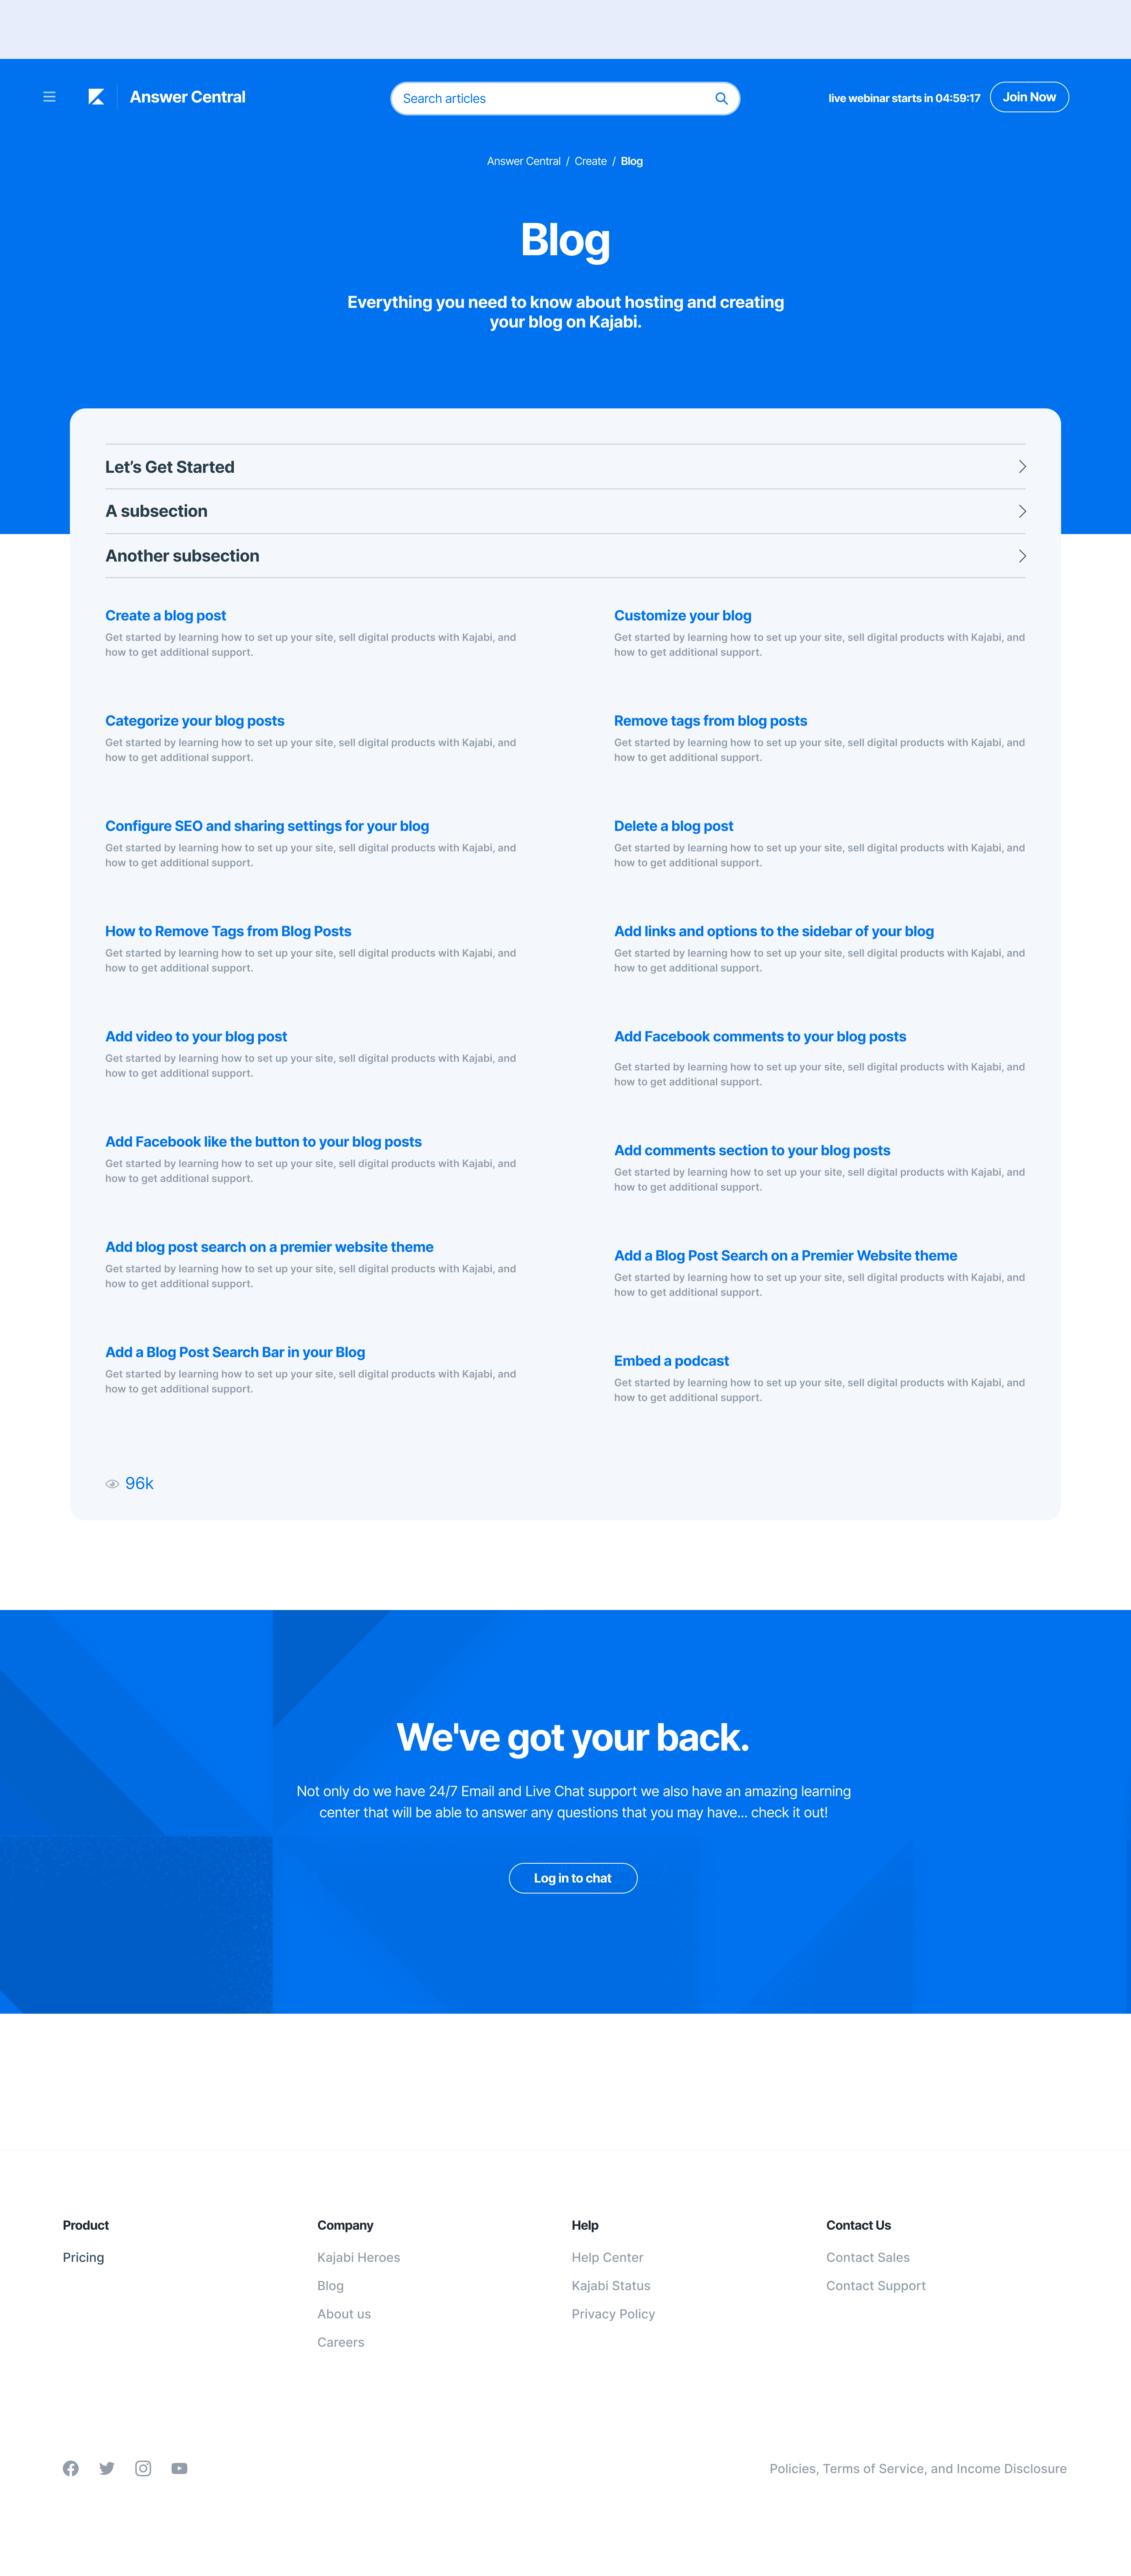 Answer Central
Search articles
live webinar starts in 04:59:17
Join Now
Answer Central / Create / Blog
Blog
Everything you need to know about hosting and creating
your blog on Kajabi.
Let’s Get Started
A subsection
Another subsection
Create a blog post
Get started by learning how to set up your site, sell digital products with Kajabi, and
how to get additional support.
Customize your blog
Get started by learning how to set up your site, sell digital products with Kajabi, and
how to get additional support.
Categorize your blog posts
Get started by learning how to set up your site, sell digital products with Kajabi, and
how to get additional support.
Remove tags from blog posts
Get started by learning how to set up your site, sell digital products with Kajabi, and
how to get additional support.
Configure SEO and sharing settings for your blog
Get started by learning how to set up your site, sell digital products with Kajabi, and
how to get additional support.
Delete a blog post
Get started by learning how to set up your site, sell digital products with Kajabi, and
how to get additional support.
How to Remove Tags from Blog Posts
Get started by learning how to set up your site, sell digital products with Kajabi, and
how to get additional support.
Add links and options to the sidebar of your blog
Get started by learning how to set up your site, sell digital products with Kajabi, and
how to get additional support.
Add video to your blog post
Get started by learning how to set up your site, sell digital products with Kajabi, and
how to get additional support.
Add Facebook comments to your blog posts
Get started by learning how to set up your site, sell digital products with Kajabi, and
how to get additional support.
Add Facebook like the button to your blog posts
Get started by learning how to set up your site, sell digital products with Kajabi, and
how to get additional support.
Add comments section to your blog posts
Get started by learning how to set up your site, sell digital products with Kajabi, and
how to get additional support.
Add blog post search on a premier website theme
Get started by learning how to set up your site, sell digital products with Kajabi, and
how to get additional support.
Add a Blog Post Search on a Premier Website theme
Get started by learning how to set up your site, sell digital products with Kajabi, and
how to get additional support.
Add a Blog Post Search Bar in your Blog
Get started by learning how to set up your site, sell digital products with Kajabi, and
how to get additional support.
Embed a podcast
Get started by learning how to set up your site, sell digital products with Kajabi, and
how to get additional support.
96k
We've got your back.
Not only do we have 24/7 Email and Live Chat support we also have an amazing learning
center that will be able to answer any questions that you may have... check it out!
Log in to chat
Product
Pricing
Company
Kajabi Heroes
Blog
About us
Careers
Help
Help Center
Kajabi Status
Privacy Policy
Contact Us
Contact Sales
Contact Support
Policies, Terms of Service, and Income Disclosure